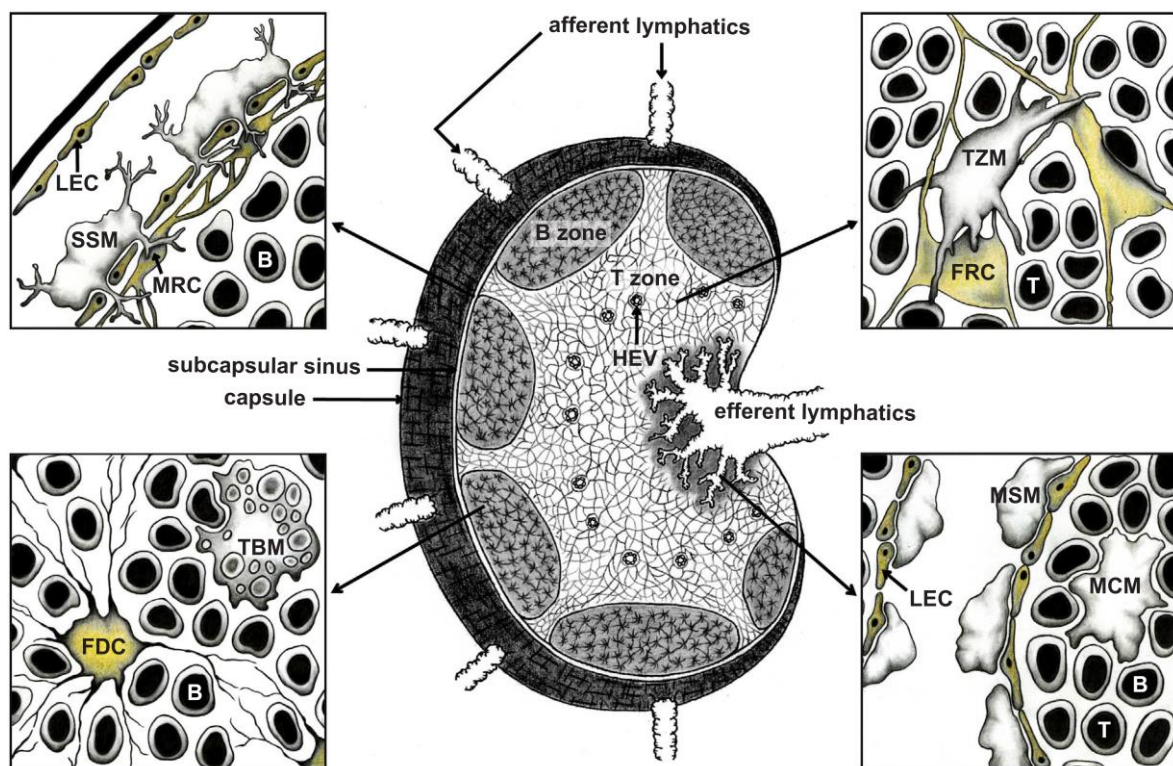 afferent lymphatics
LEC
SSM
MRC
B
TZM
FRC
T
B zone
T zone
HEV
subcapsular sinus
capsule
efferent lymphatics
TBM
FDC
B
MSM
LEC
MCM
B
T